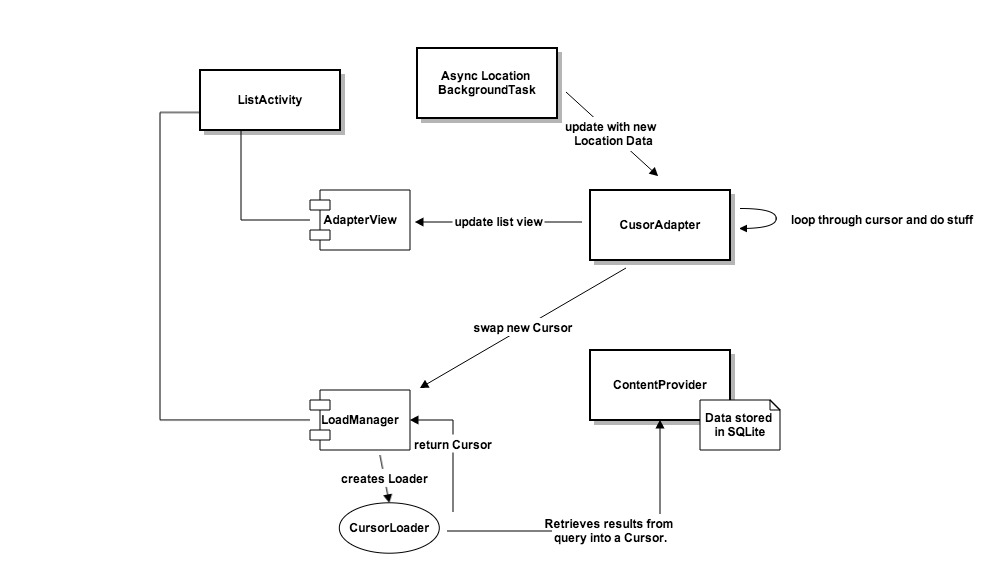 Async Location
BackgroundTask
ListActivity
update with new
Location Data
AdapterView
update list view
CusorAdapter
loop through cursor and do stuff
swap new Cursor
ContentProvider
Data stored
in SQLite
LoadManager
return Cursor
creates Loader
CursorLoader
Retrieves results from
query into a Cursor.